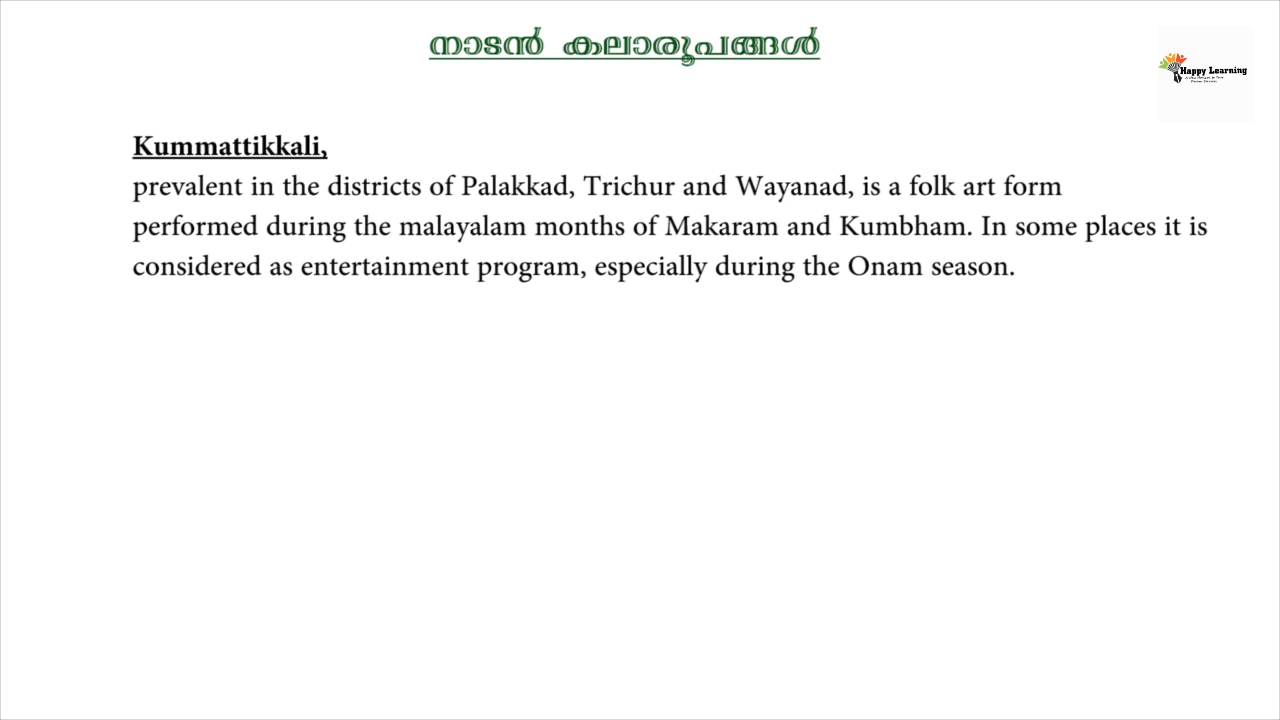 നാടൻ കലാരൂപങ്ങൾ
Happy Learning
Kummattikkali,
prevalent in the districts of Palakkad, Trichur and Wayanad, is a folk art form
performed during the malayalam months of Makaram and Kumbham. In some places it is
considered as entertainment program, especially during the Onam season.